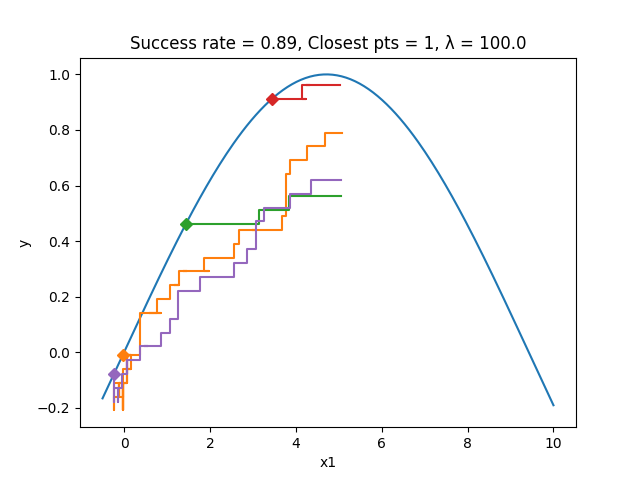 Success rate = 0.89, Closest pts = 1, λ = 100.0
1.0
0.8
0.6
0.4
0.2
0.0
−0.2
y
0 2 4 6 8 10
x1